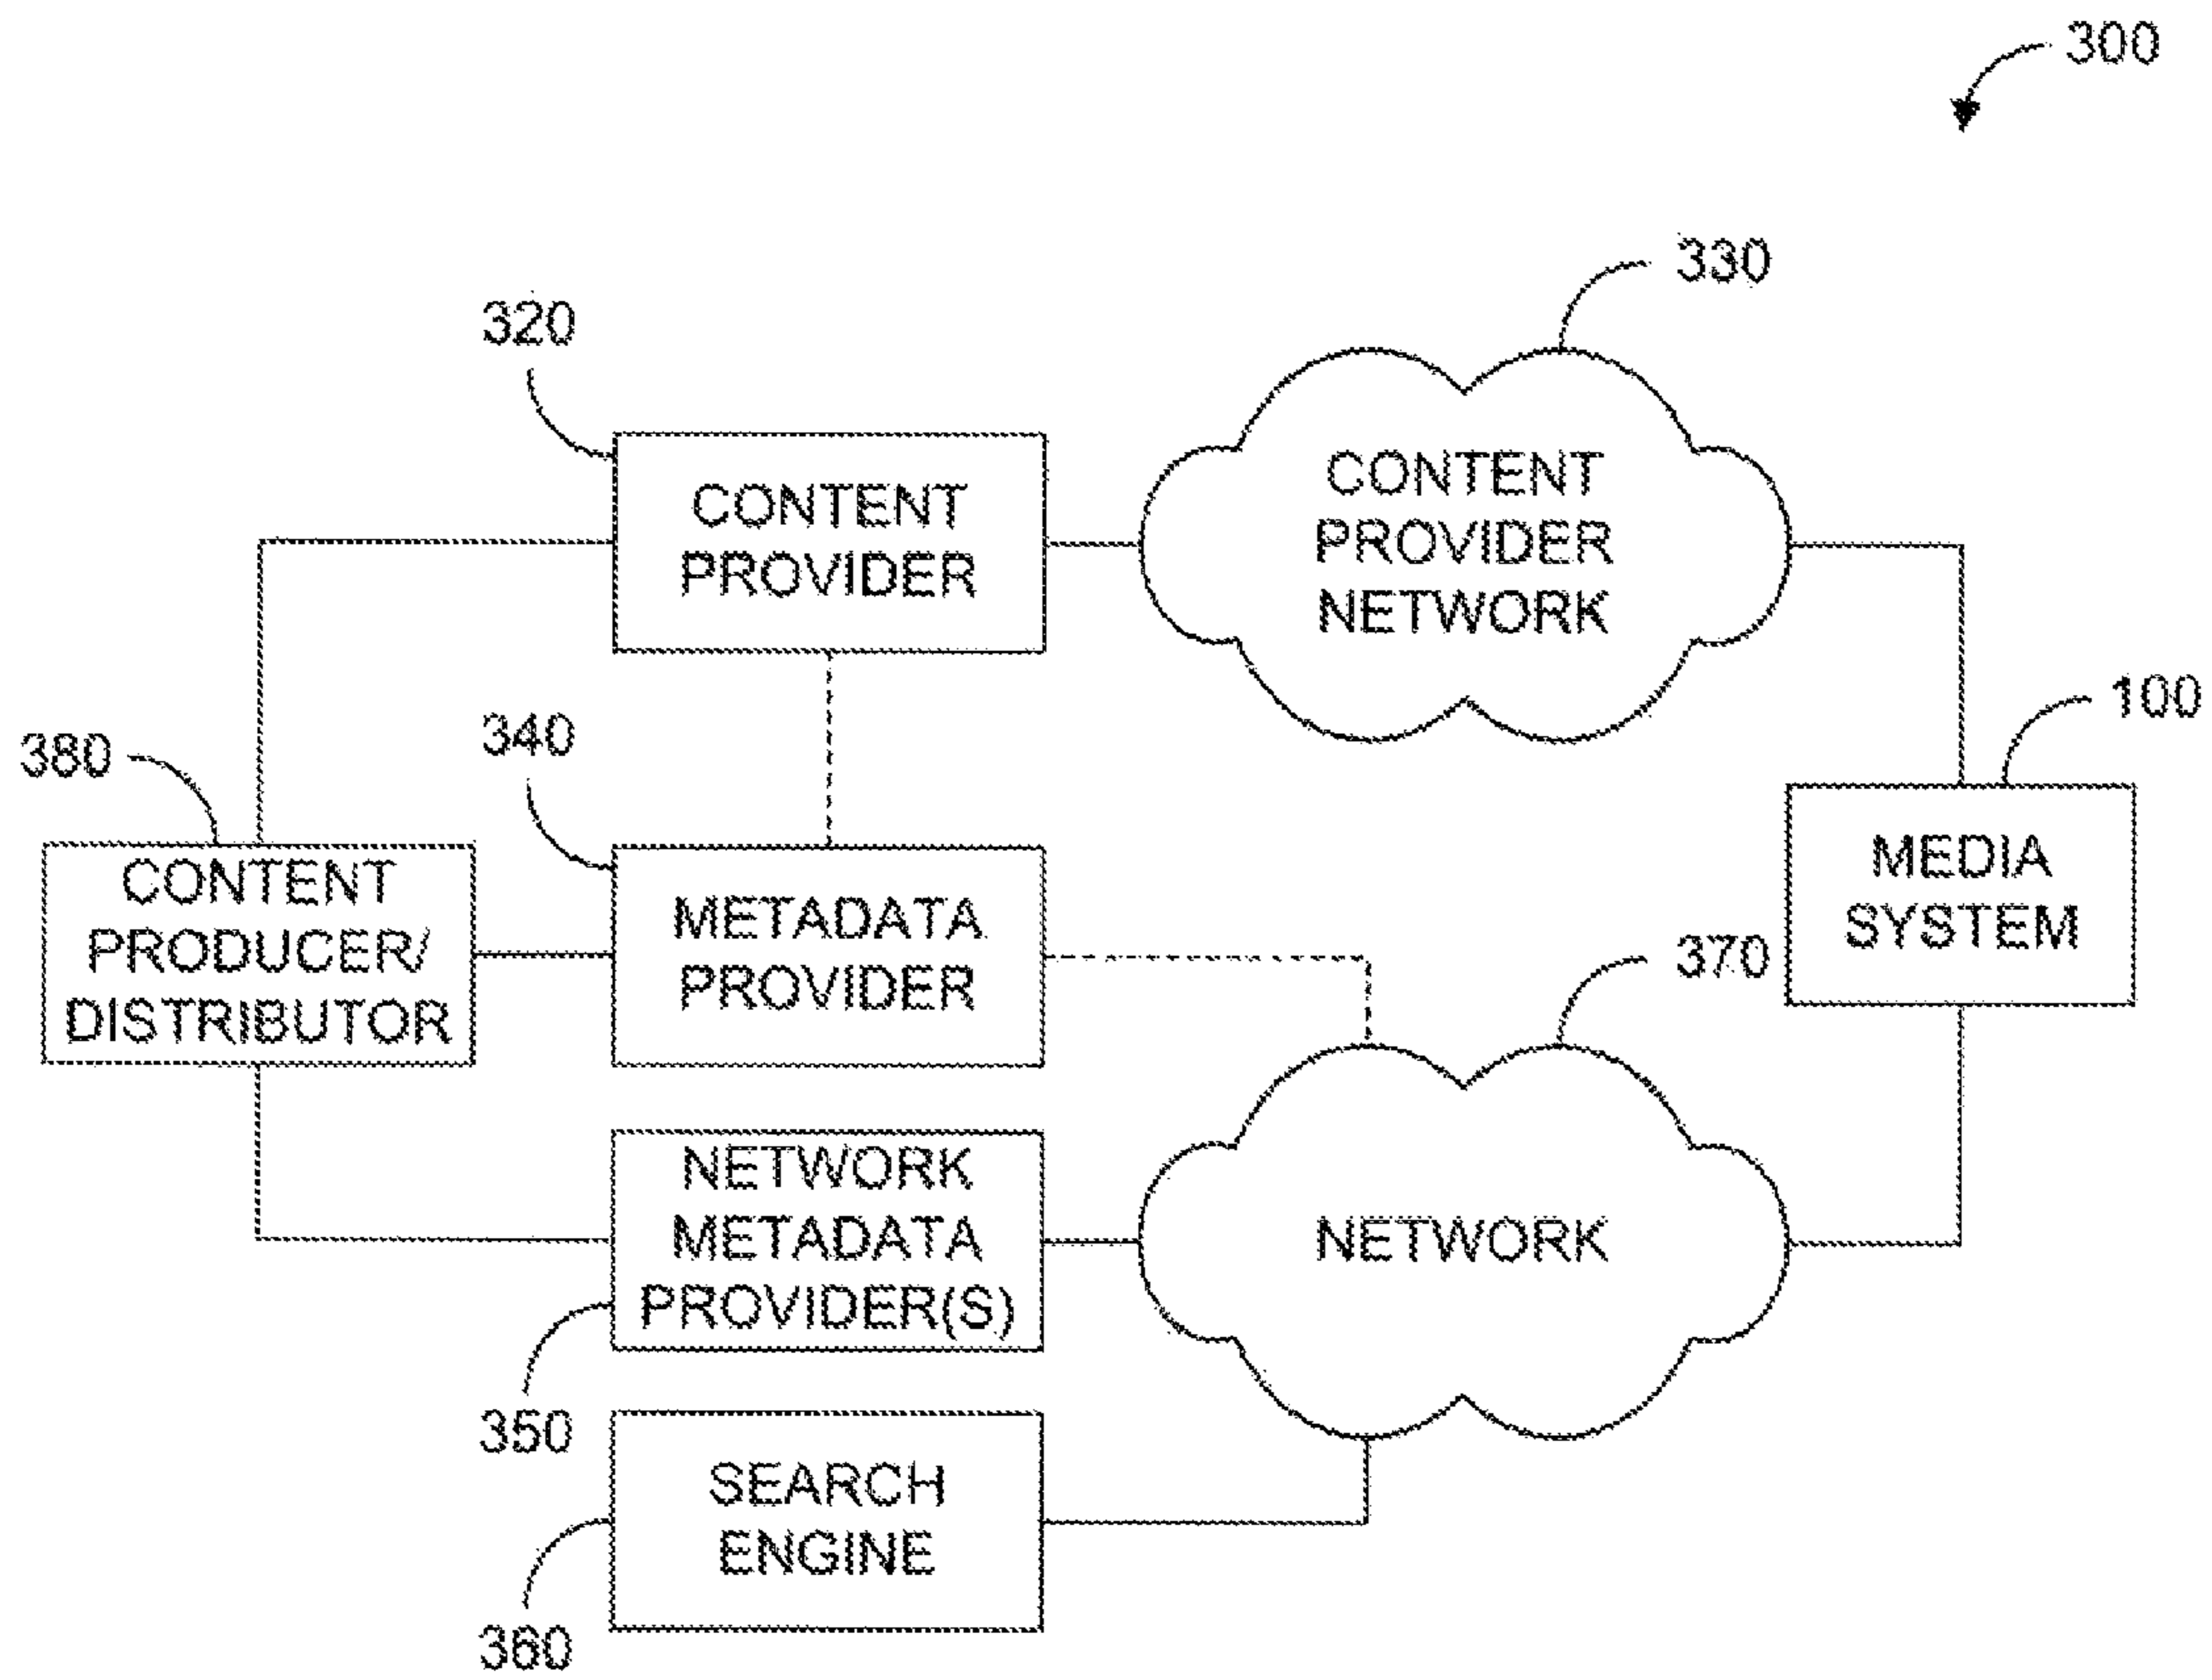 300
330
320
CONTENT
PROVIDER
CONTENT
PROVIDER
NETWORK
100
340
380
MEDIA
SYSTEM
CONTENT
PRODUCER/
DISTRIBUTOR
METADATA
PROVIDER
370
NETWORK
METADATA
PROVIDER(S)
NETWORK
350
SEARCH
ENGINE
360